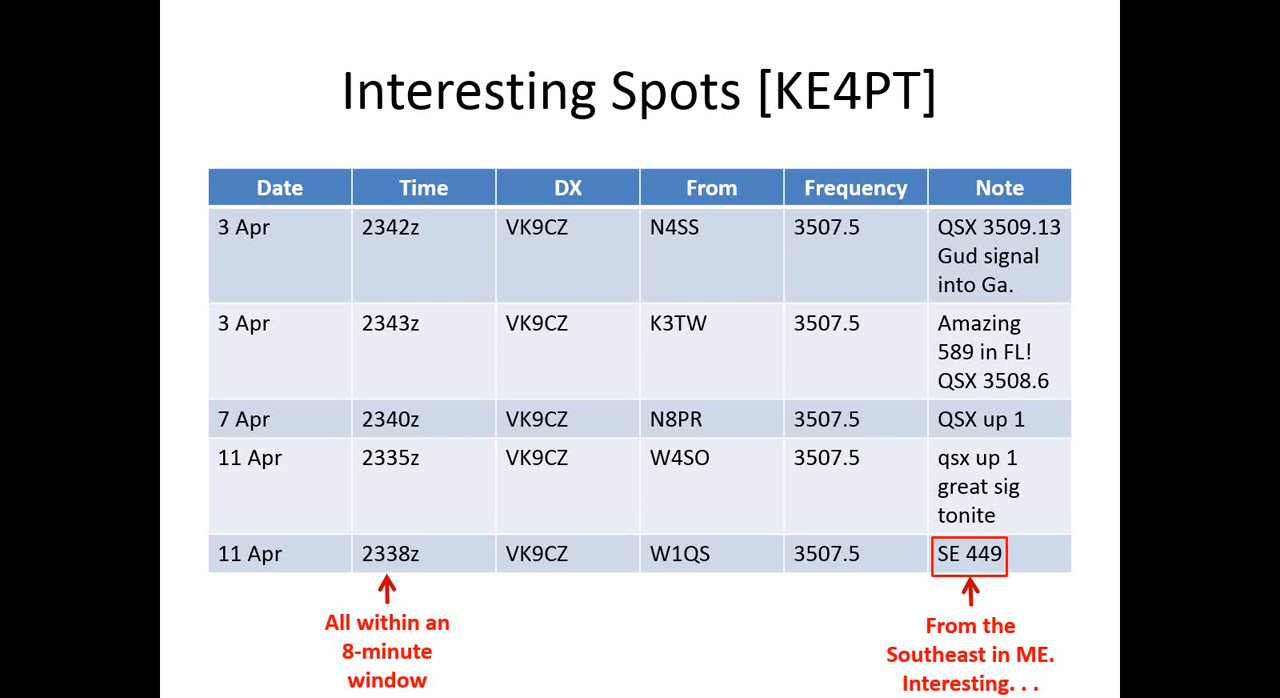 Interesting Spots [KE4PT]
Date Time DX From Frequency Note
3 Apr 2342z VK9CZ N4SS 3507.5 QSX 3509.13
Gud signal
into Ga.
3 Apr 2343z VK9CZ K3TW 3507.5 Amazing
589 in FL!
QSX 3508.6
7 Apr 2340z VK9CZ N8PR 3507.5 QSX up 1
11 Apr 2335z VK9CZ W4SO 3507.5 qsx up 1
great sig
tonite
11 Apr 2338z VK9CZ W1QS 3507.5 SE 449
All within an
8-minute
window
From the
Southeast in ME.
Interesting. . .